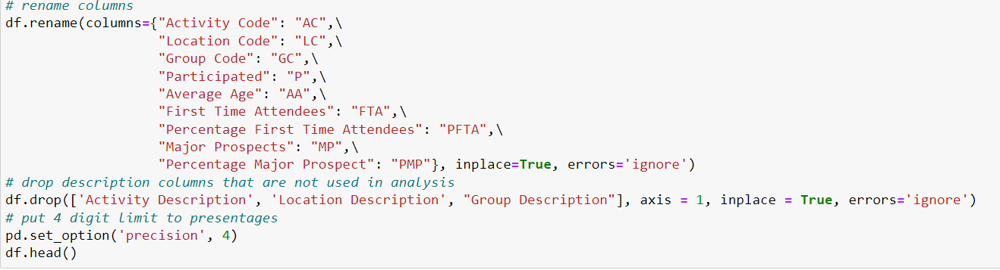 # rename columns
df.rename(columns={"Activity Code": "AC",\
"Location Code": "LC",\
"Group Code": "GC",\
"Participated": "P",\
"Average Age": "AA",\
"First Time Attendees": "FTA",\
"Percentage First Time Attendees": "PFTA",\
"Major Prospects": "MP",\
"Percentage Major Prospect": "PMP"}, inplace=True, errors='ignore')
# drop description columns that are not used in analysis
df.drop(['Activity Description', 'Location Description', "Group Description"], axis = 1, inplace = True, errors='ignore')
# put 4 digit limit to presentages
pd.set_option('precision', 4)
df.head()